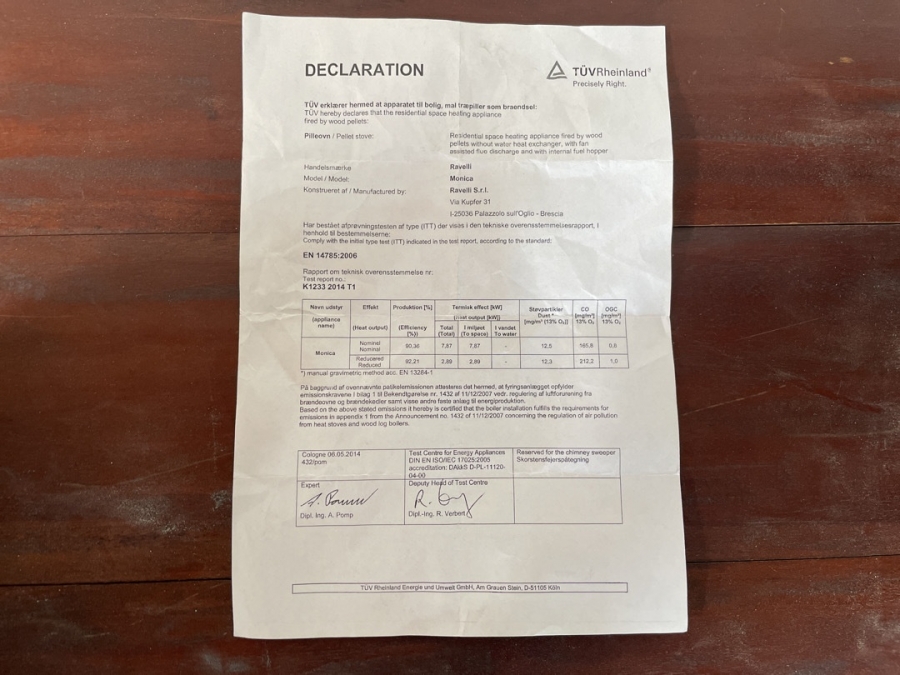 DECLARATION
TÜVRheinland®
Precisely Right.
TÜV erklærer hermed at apparatet til bolig, mal træpiller som brændsel:
TÜV hereby declares that the residential space heating appliance
fired by wood pellets:
Pilleovn / Pellet stove:
Residential space heating appliance fired by wood
pellets without water heat exchanger, with fan
assisted flue discharge and with internal fuel hopper
Handelsmærke
Ravelli
Model / Model:
Monica
Konstrueret af / Manufactured by:
Ravelli S.r.l.
Via Kupfer 31
I-25036 Palazzolo sull'Oglio - Brescia
Har bestået afprøvningstesten af type (ITT) der vises i den tekniske overensstemmelsesrapport, i
henhold til bestemmelserne:
Comply with the initial type test (ITT) indicated in the test report, according to the standard:
EN 14785:2006
Rapport om teknisk overensstemmelse nr.
Test report no.:
K1233 2014 T1
Navn udstyr Effekt Produktion [%] Termisk effekt [kW] Støvpartikler CO OGC
(appliance name) (Heat output) (Efficiency [%]) (Heat output [kW]) Dust * [mg/m³] [mg/m³]
Total (Total) I miljøet (To space) I vandet To water [mg/m³ (13% O₂)] 13% O₂ 13% O₂
Monica
Nominel Nominal 90,36 7,87 7,87 - 12,5 165,8
Reduceret Reduced 92,21 2,89 2,89 - 12,3 212,2 1,0
*) manual gravimetric method acc. EN 13284-1
På baggrund af ovennævnte partikelemissionen attesteres det hermed, at fyringsanlægget opfylder
emissionskravene i bilag 1 til Bekendtgørelse nr. 1432 af 11/12/2007 vedr. regulering af luftforurening fra
brændeovne og brændekedler samt visse andre faste anlæg til energiproduktion.
Based on the above stated emissions it hereby is certified that the boiler installation fulfills the requirements for
emissions in appendix 1 from the Announcement no. 1432 of 11/12/2007 concerning the regulation of air pollution
from heat stoves and wood log boilers.
Cologne 06.05.2014
432/pom
Test Centre for Energy Appliances
DIN EN ISO/IEC 17025:2005
accreditation: DAkkS D-PL-11120-
04-00
Reserved for the chimney sweeper
Skorstensfejerspåtegning
Expert
Dipl. Ing. A. Pomp
Deputy Head of Test Centre
Dipl.-Ing. R. Verbert
TÜV Rheinland Energie und Umwelt GmbH, Am Grauen Stein, D-51105 Köln